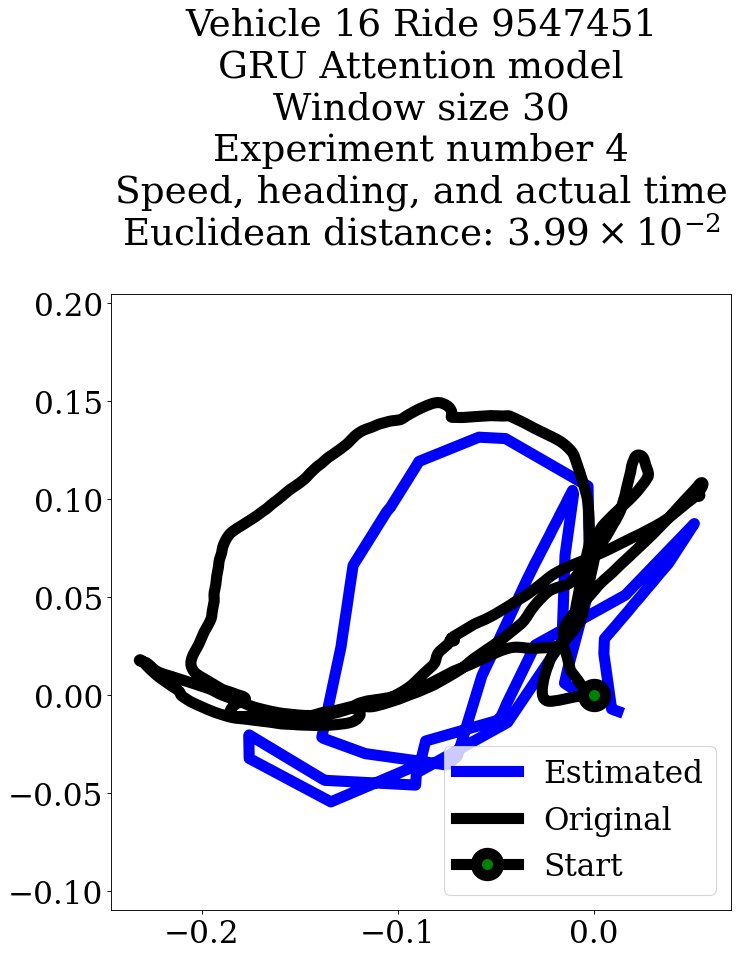 Vehicle 16 Ride 9547451
GRU Attention model
Window size 30
Experiment number 4
Speed, heading, and actual time
Euclidean distance: 3.99 × 10⁻²
0.20
0.15
0.10
0.05
0.00
−0.05
−0.10
−0.2
−0.1
0.0
Estimated
Original
Start